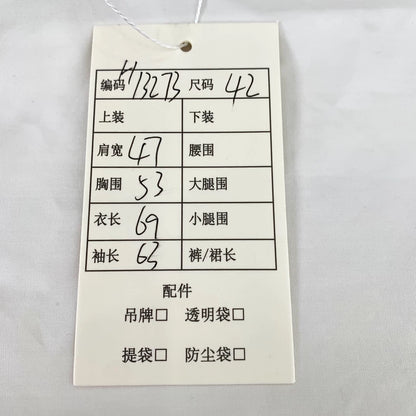 编码 H13273 尺码 42
上装 下装
肩宽 47 腰围
胸围 53 大腿围
衣长 69 小腿围
袖长 63 裤/裙长
配件
吊牌□ 透明袋□
提袋□ 防尘袋□